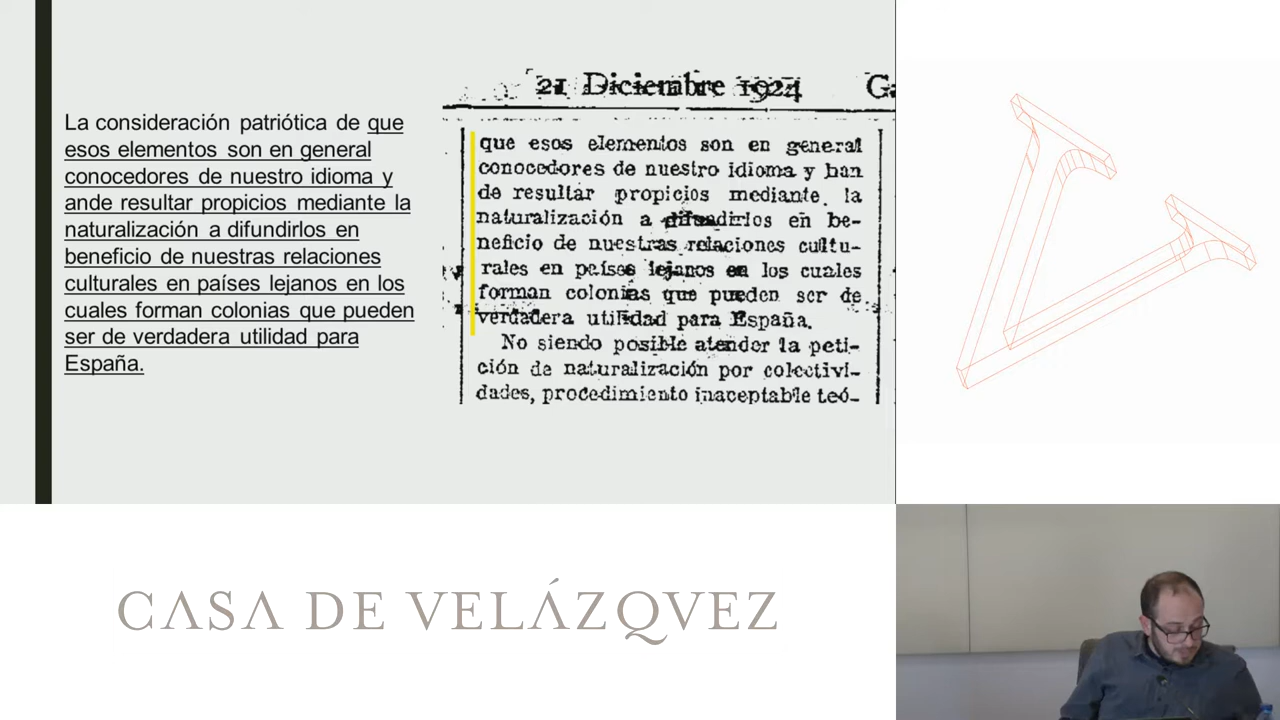 La consideración patriótica de que
esos elementos son en general
conocedores de nuestro idioma y
ande resultar propicios mediante la
naturalización a difundirlos en
beneficio de nuestras relaciones
culturales en países lejanos en los
cuales forman colonias que pueden
ser de verdadera utilidad para
España.
21 Diciembre 1924
Ga
que esos elementos son en general
conocedores de nuestro idioma y han
de resultar propicios mediante la
naturalización a difundirlos en be-
neficio de nuestras relaciones cultu-
rales en países lejanos en los cuales
forman colonias que pueden ser de
verdadera utilidad para España.
No siendo posible atender la peti-
ción de naturalización por colectivi-
dades, procedimiento inaceptable teó-
V
CASA DE VELÁZQVEZ